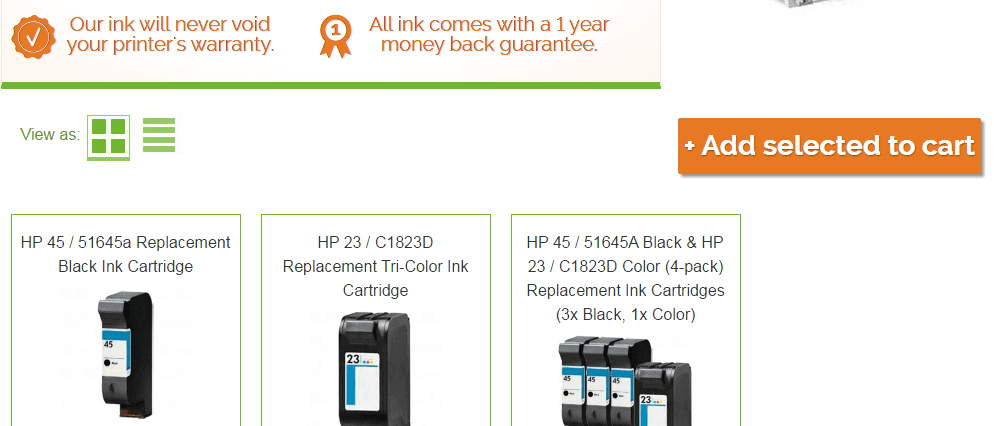 Our ink will never void
your printer's warranty.
1
All ink comes with a 1 year
money back guarantee.
View as:
+ Add selected to cart
HP 45 / 51645a Replacement
Black Ink Cartridge
45
HP 23 / C1823D
Replacement Tri-Color Ink
Cartridge
23
HP 45 / 51645A Black & HP
23 / C1823D Color (4-pack)
Replacement Ink Cartridges
(3x Black, 1x Color)
45
45
45
23